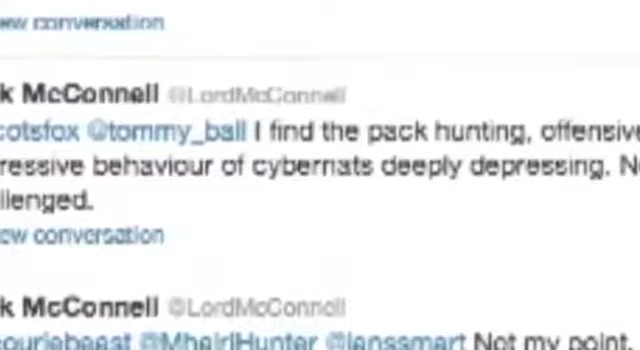 ew conversation
k McConnell @LordMcConnell
cotsfox @tommy_ball I find the pack hunting, offensive
ressive behaviour of cybernats deeply depressing. N
llenged.
ew conversation
k McConnell @LordMcConnell
@MhairiHunter Not my point.